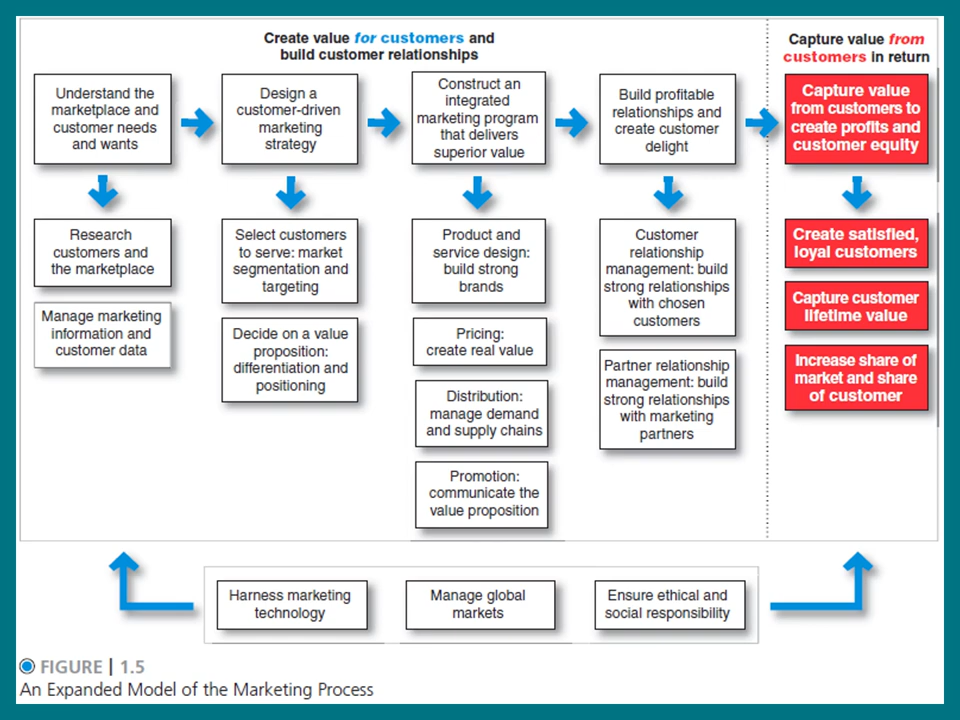 Create value for customers and
build customer relationships
Capture value from
customers in return
Understand the
marketplace and
customer needs
and wants
Design a
customer-driven
marketing
strategy
Construct an
integrated
marketing program
that delivers
superior value
Build profitable
relationships and
create customer
delight
Capture value
from customers to
create profits and
customer equity
Research
customers and
the marketplace
Manage marketing
information and
customer data
Select customers
to serve: market
segmentation and
targeting
Decide on a value
proposition:
differentiation and
positioning
Product and
service design:
build strong
brands
Pricing:
create real value
Distribution:
manage demand
and supply chains
Promotion:
communicate the
value proposition
Customer
relationship
management: build
strong relationships
with chosen
customers
Partner relationship
management: build
strong relationships
with marketing
partners
Create satisfied,
loyal customers
Capture customer
lifetime value
Increase share of
market and share
of customer
Harness marketing
technology
Manage global
markets
Ensure ethical and
social responsibility
FIGURE | 1.5
An Expanded Model of the Marketing Process